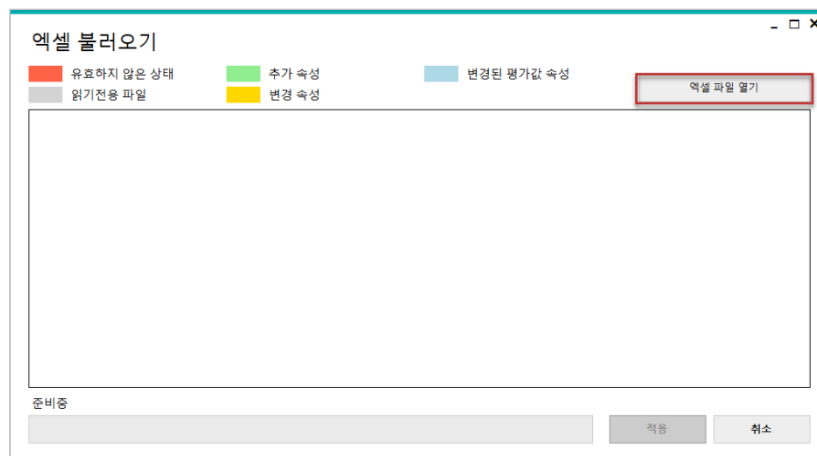 엑셀 불러오기
유효하지 않은 상태 추가 속성 변경된 평가값 속성
읽기전용 파일 변경 속성
엑셀 파일 열기
준비중
적용 취소